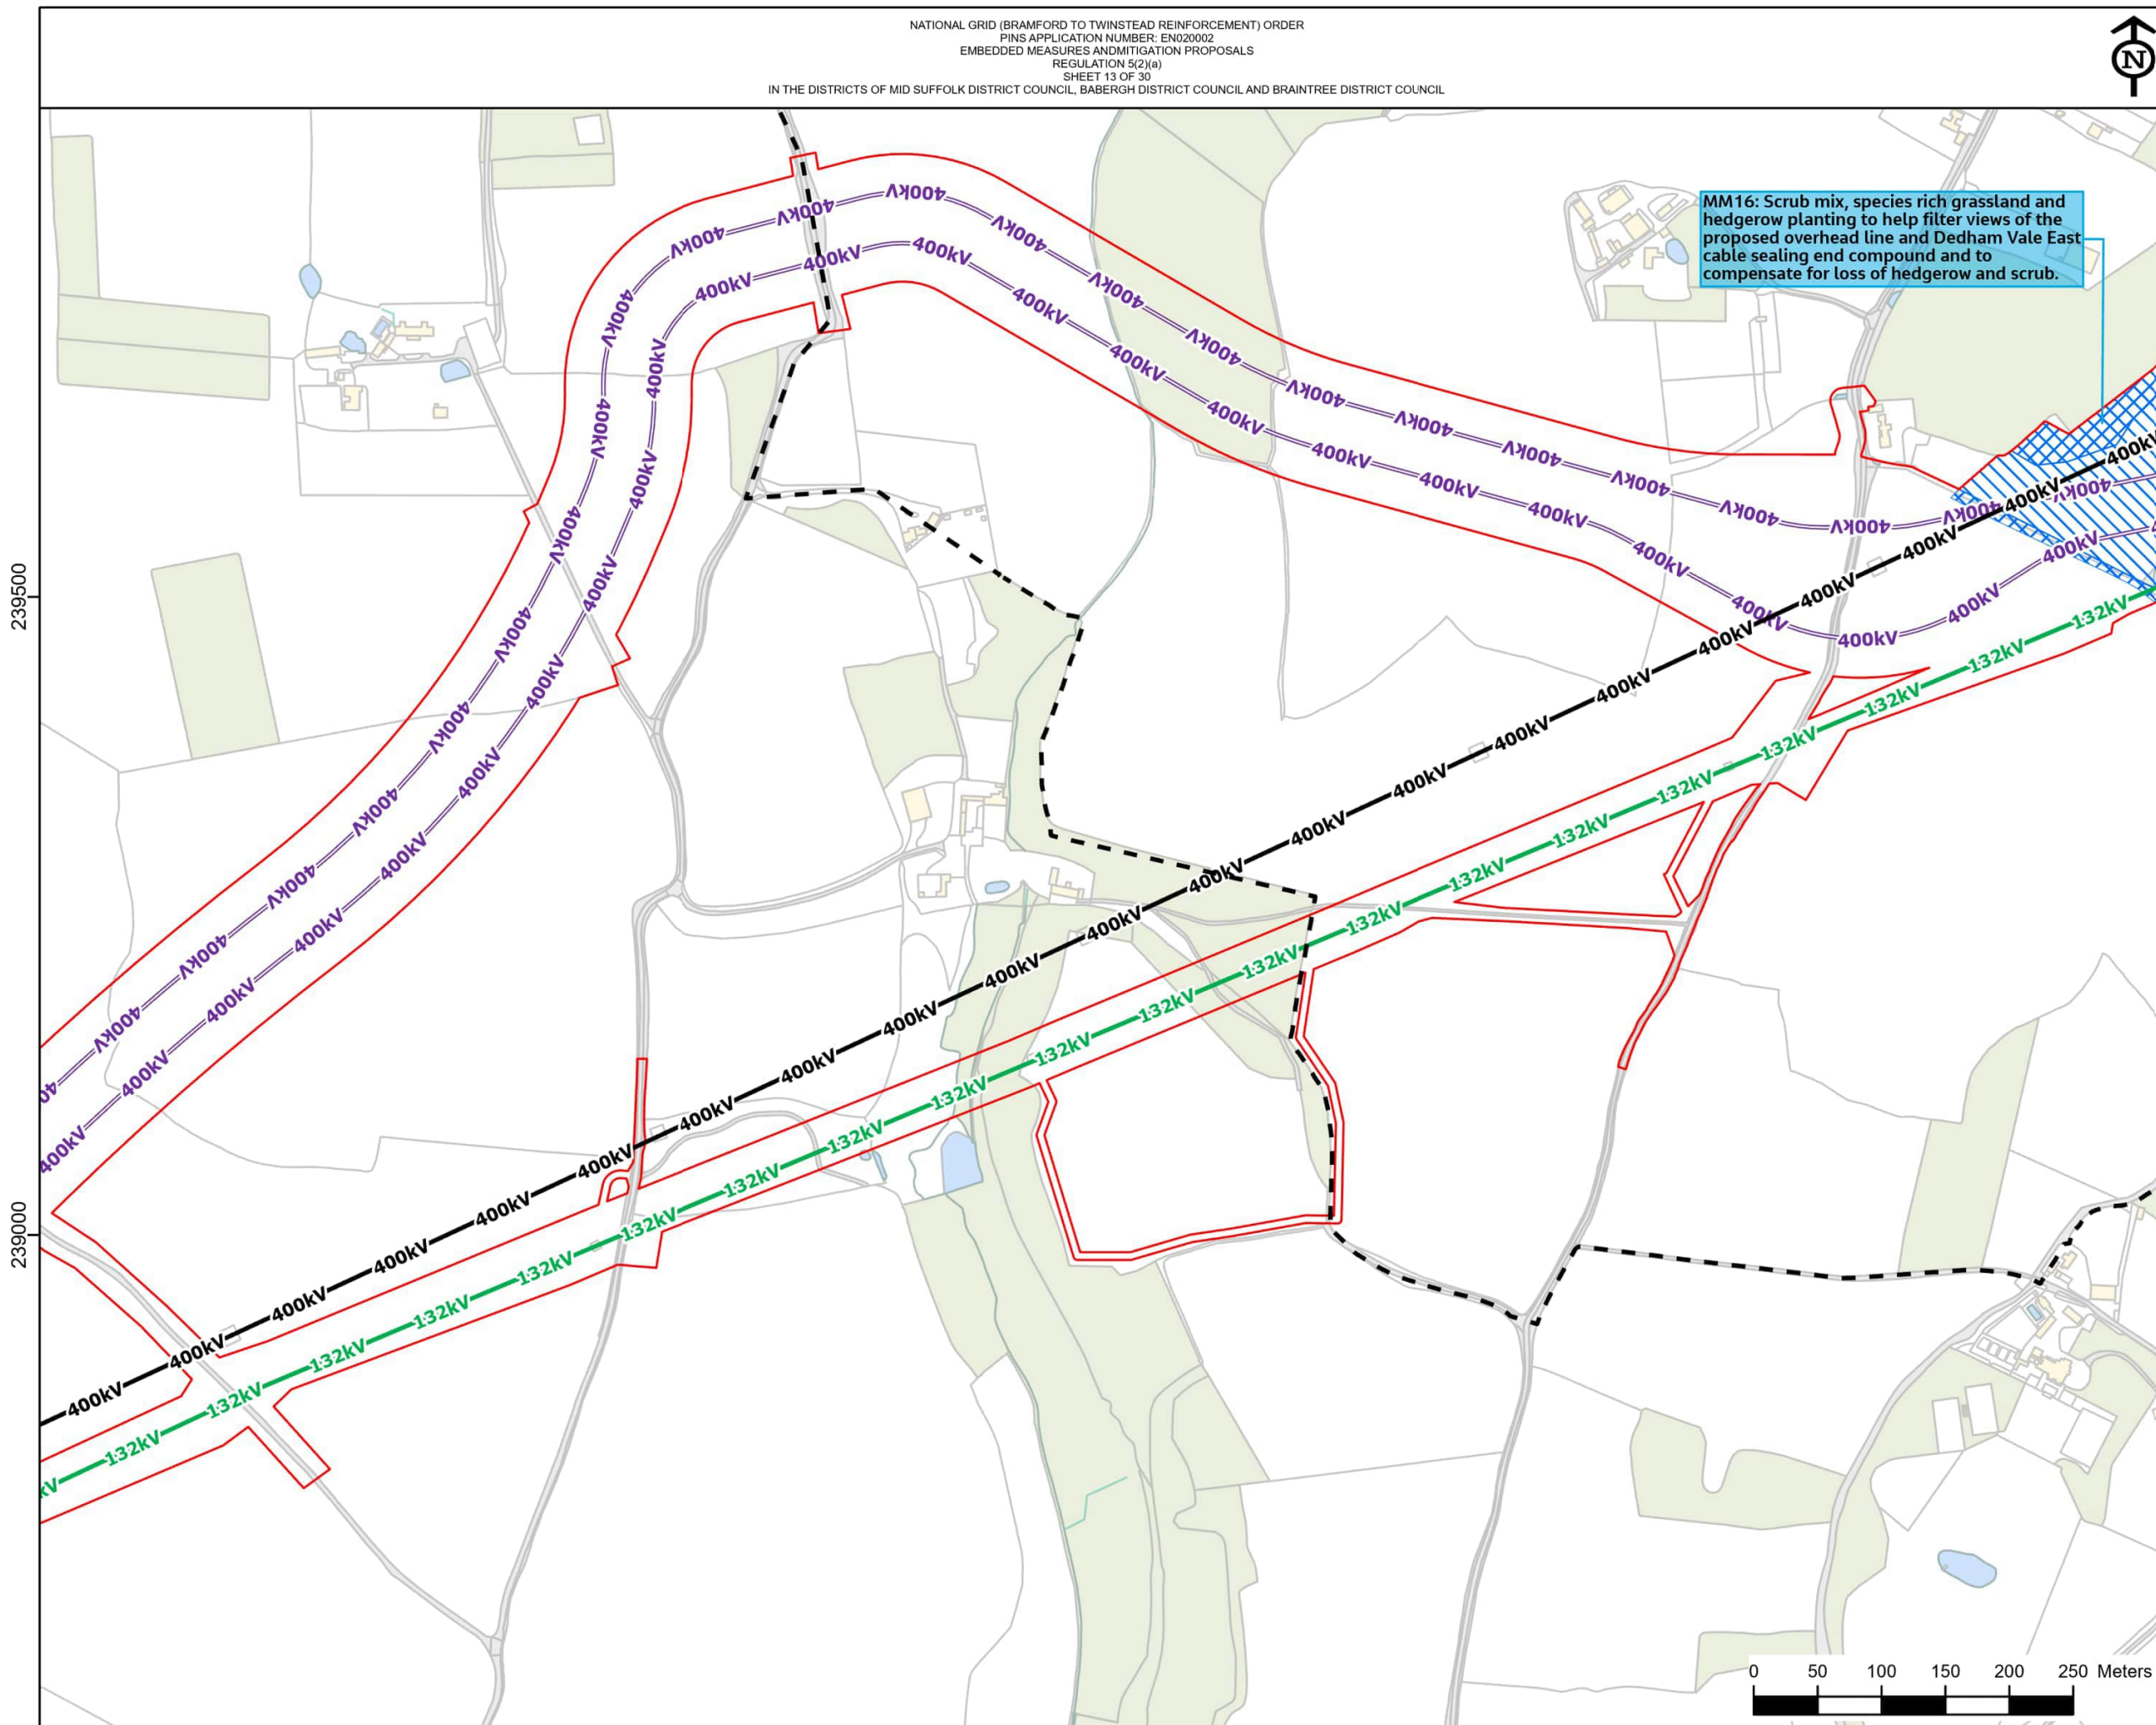 NATIONAL GRID (BRAMFORD TO TWINSTEAD REINFORCEMENT) ORDER
PINS APPLICATION NUMBER: EN020002
EMBEDDED MEASURES ANDMITIGATION PROPOSALS
REGULATION 5(2)(a)
SHEET 13 OF 30
IN THE DISTRICTS OF MID SUFFOLK DISTRICT COUNCIL, BABERGH DISTRICT COUNCIL AND BRAINTREE DISTRICT COUNCIL
N
MM16: Scrub mix, species rich grassland and
hedgerow planting to help filter views of the
proposed overhead line and Dedham Vale East
cable sealing end compound and to
compensate for loss of hedgerow and scrub.
239500
239000
400kV
400kV
400kV
132kV
0 50 100 150 200 250 Meters